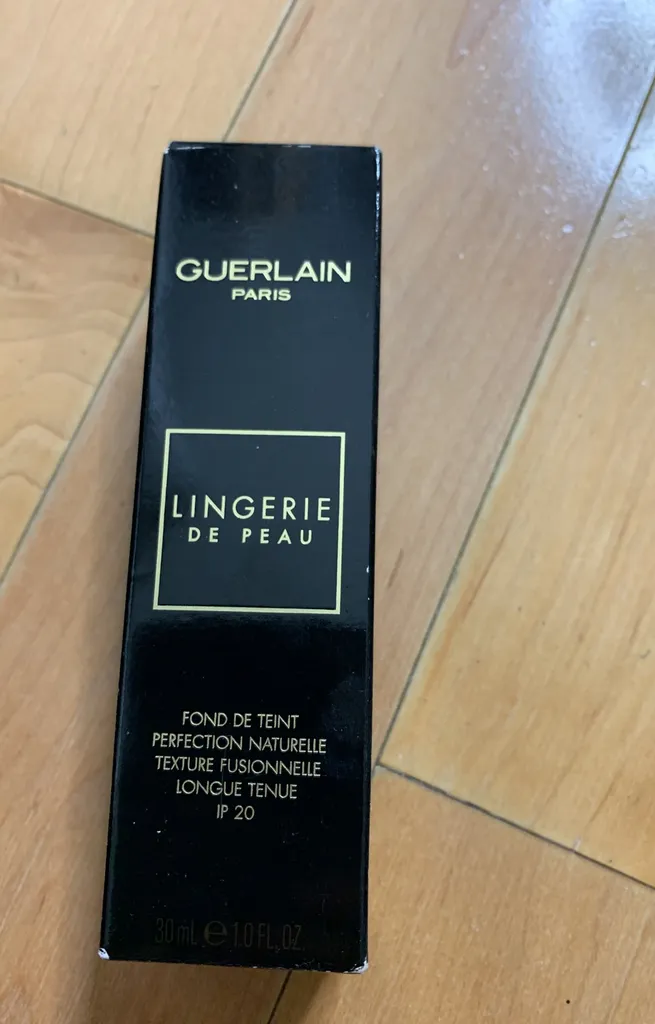 GUERLAIN
PARIS
LINGERIE
DE PEAU
FOND DE TEINT
PERFECTION NATURELLE
TEXTURE FUSIONNELLE
LONGUE TENUE
IP 20
30 mL ℮ 1.0 FL.OZ.